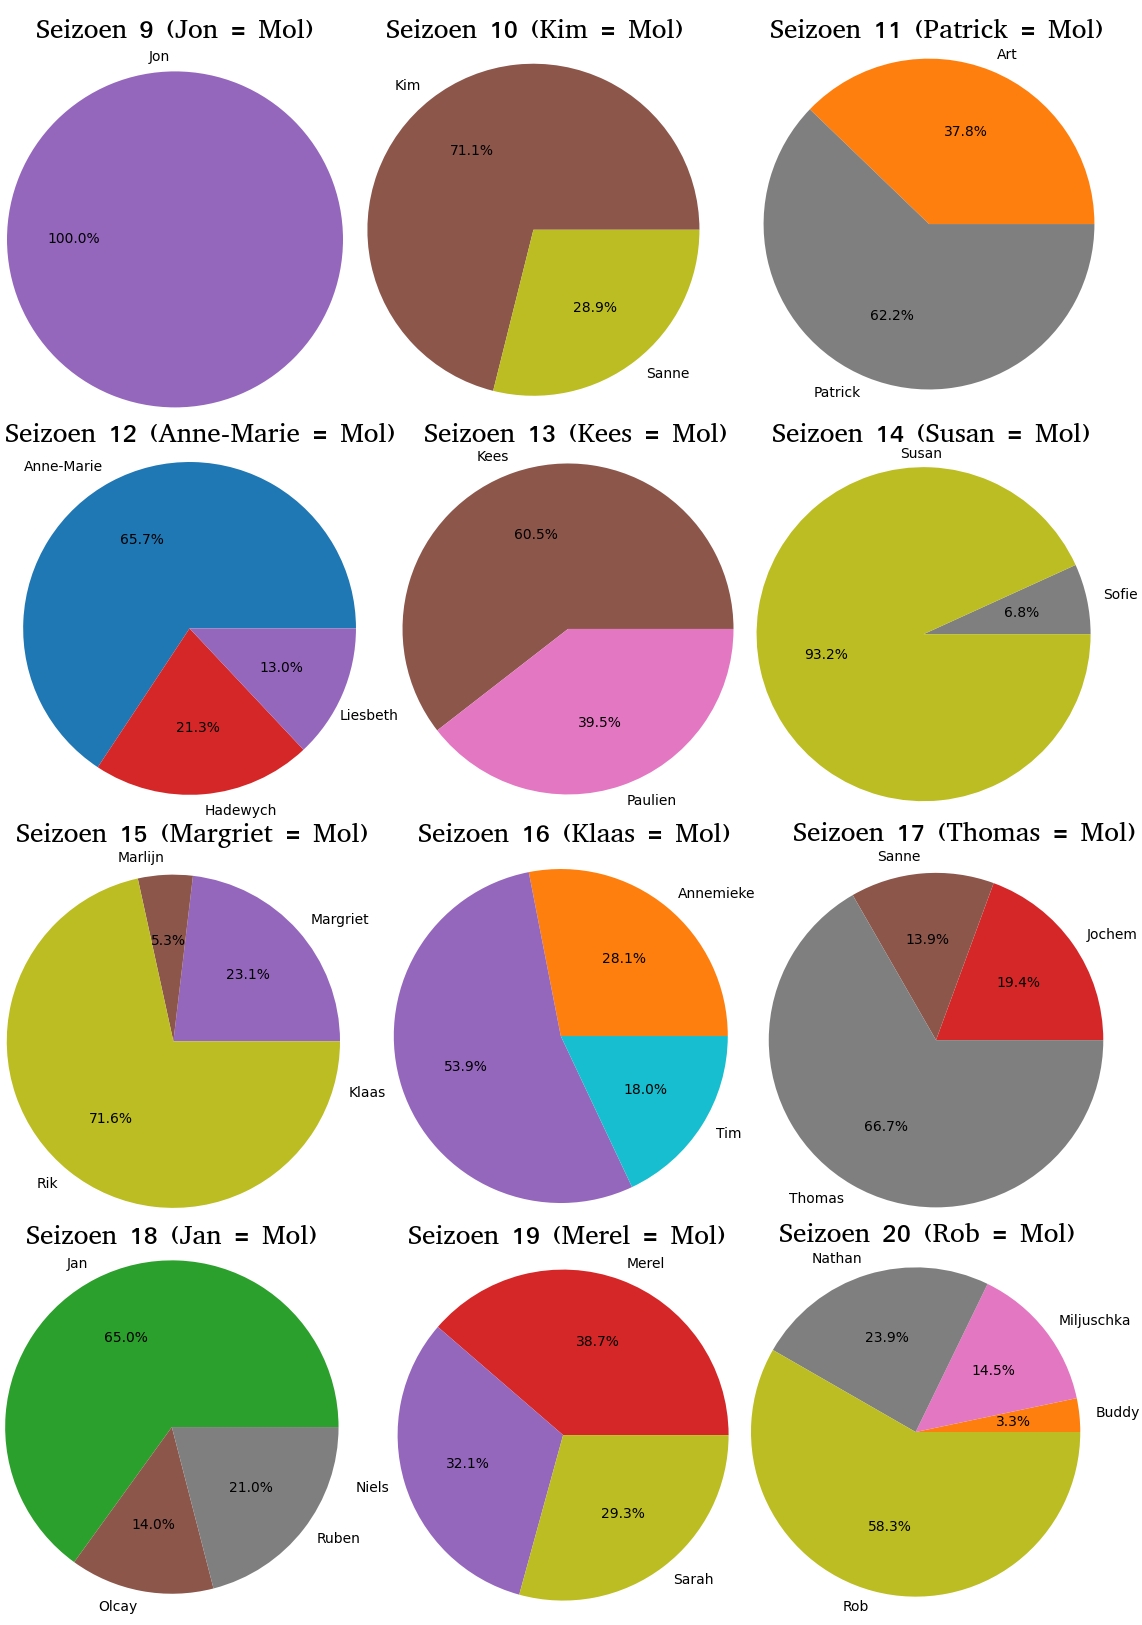 Seizoen 9 (Jon = Mol)
Jon
100.0%
Seizoen 10 (Kim = Mol)
Kim
71.1%
28.9%
Sanne
Seizoen 11 (Patrick = Mol)
Art
37.8%
62.2%
Patrick
Seizoen 12 (Anne-Marie = Mol)
Anne-Marie
65.7%
13.0%
Liesbeth
21.3%
Hadewych
Seizoen 13 (Kees = Mol)
Kees
60.5%
39.5%
Paulien
Seizoen 14 (Susan = Mol)
Susan
Sofie
6.8%
93.2%
Seizoen 15 (Margriet = Mol)
Marlijn
Margriet
5.3%
23.1%
71.6%
Rik
Seizoen 16 (Klaas = Mol)
Annemieke
28.1%
53.9%
Klaas
18.0%
Tim
Seizoen 17 (Thomas = Mol)
Sanne
Jochem
13.9%
19.4%
66.7%
Thomas
Seizoen 18 (Jan = Mol)
Jan
65.0%
21.0%
14.0%
Ruben
Olcay
Seizoen 19 (Merel = Mol)
Merel
38.7%
32.1%
Niels
29.3%
Sarah
Seizoen 20 (Rob = Mol)
Nathan
Miljuschka
23.9%
14.5%
Buddy
3.3%
58.3%
Rob